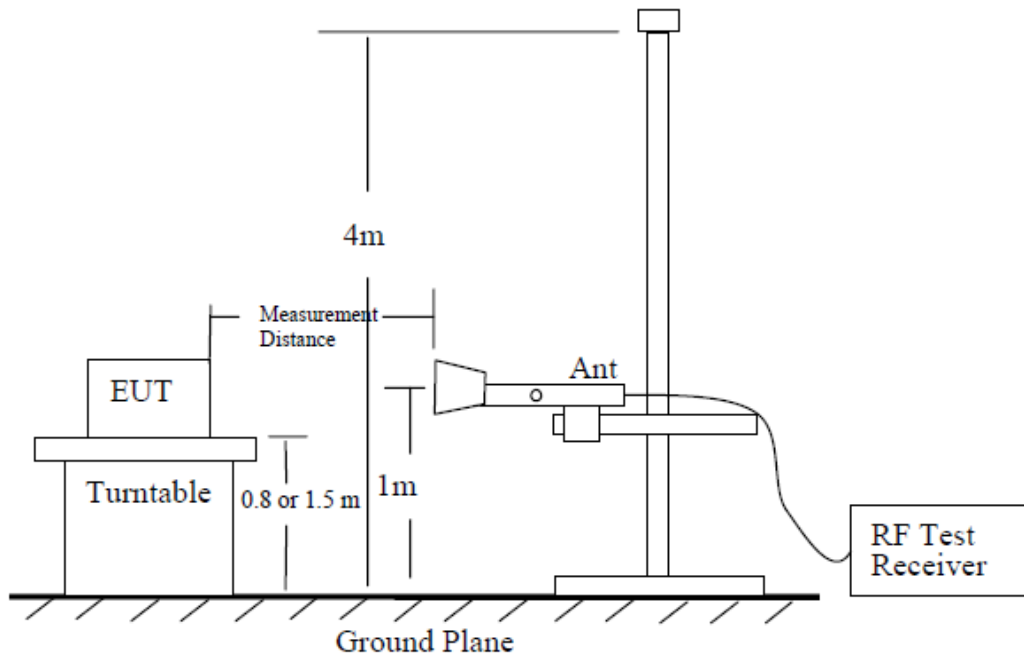 4m
Measurement
Distance
Ant
EUT
Turntable
0.8 or 1.5 m
1m
RF Test
Receiver
Ground Plane